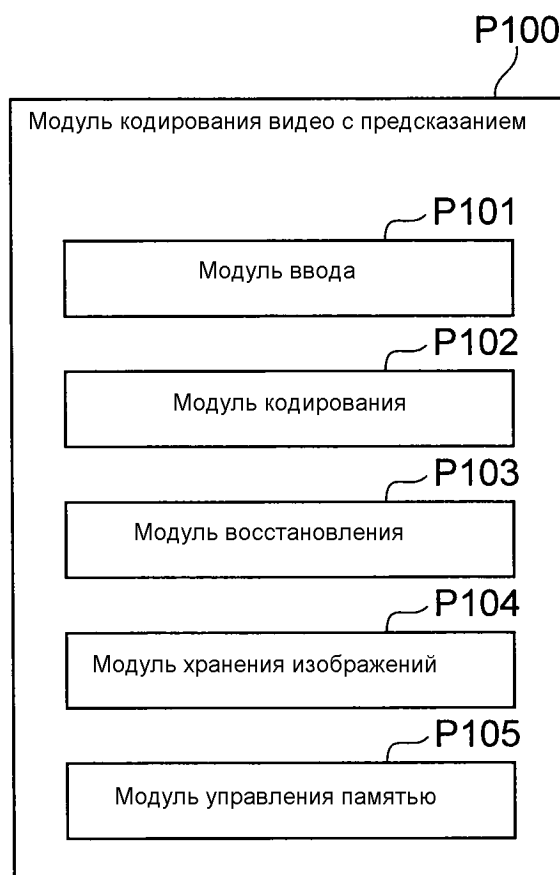 P100
Модуль кодирования видео с предсказанием
P101
Модуль ввода
P102
Модуль кодирования
P103
Модуль восстановления
P104
Модуль хранения изображений
P105
Модуль управления памятью